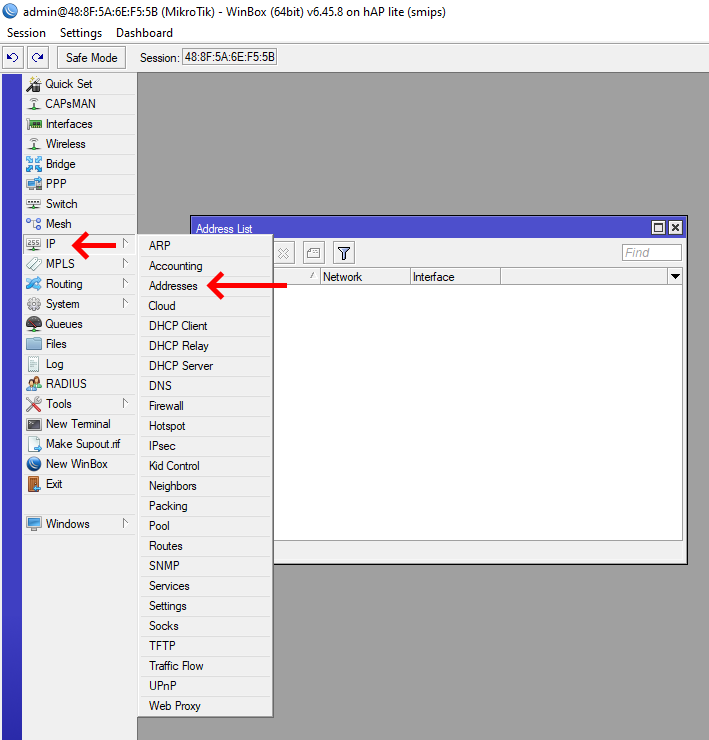 admin@48:8F:5A:6E:F5:5B (MikroTik) - WinBox (64bit) v6.45.8 on hAP lite (smips)
Session Settings Dashboard
Safe Mode Session: 48:8F:5A:6E:F5:5B
Quick Set
CAPsMAN
Interfaces
Wireless
Bridge
PPP
Switch
Mesh
IP
MPLS
Routing
System
Queues
Files
Log
RADIUS
Tools
New Terminal
Make Supout.rif
New WinBox
Exit
Windows
ARP
Accounting
Addresses
Cloud
DHCP Client
DHCP Relay
DHCP Server
DNS
Firewall
Hotspot
IPsec
Kid Control
Neighbors
Packing
Pool
Routes
SNMP
Services
Settings
Socks
TFTP
Traffic Flow
UPnP
Web Proxy
Address List
Find
Network Interface